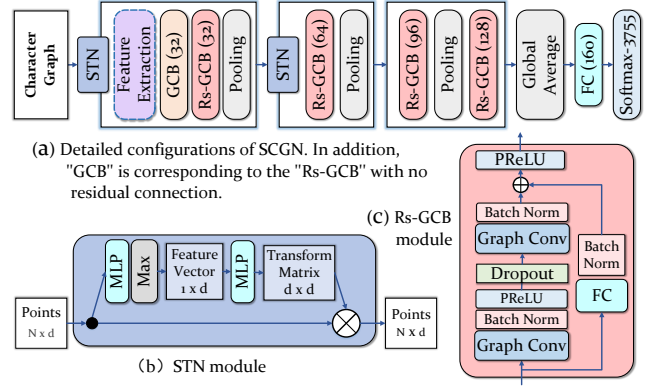 Character
Graph
STN
Feature
Extraction
GCB (32)
Rs-GCB (32)
Pooling
STN
Rs-GCB (64)
Pooling
Rs-GCB (96)
Pooling
Rs-GCB (128)
Global
Average
FC (160)
Softmax-3755
(a) Detailed configurations of SCGN. In addition,
"GCB" is corresponding to the "Rs-GCB" with no
residual connection.
MLP
Max
Feature
Vector
1 x d
MLP
Transform
Matrix
d x d
Points
N x d
Points
N x d
(b) STN module
PReLU
Batch Norm
Graph Conv
Dropout
PReLU
Batch Norm
Graph Conv
Batch
Norm
FC
(c) Rs-GCB
module